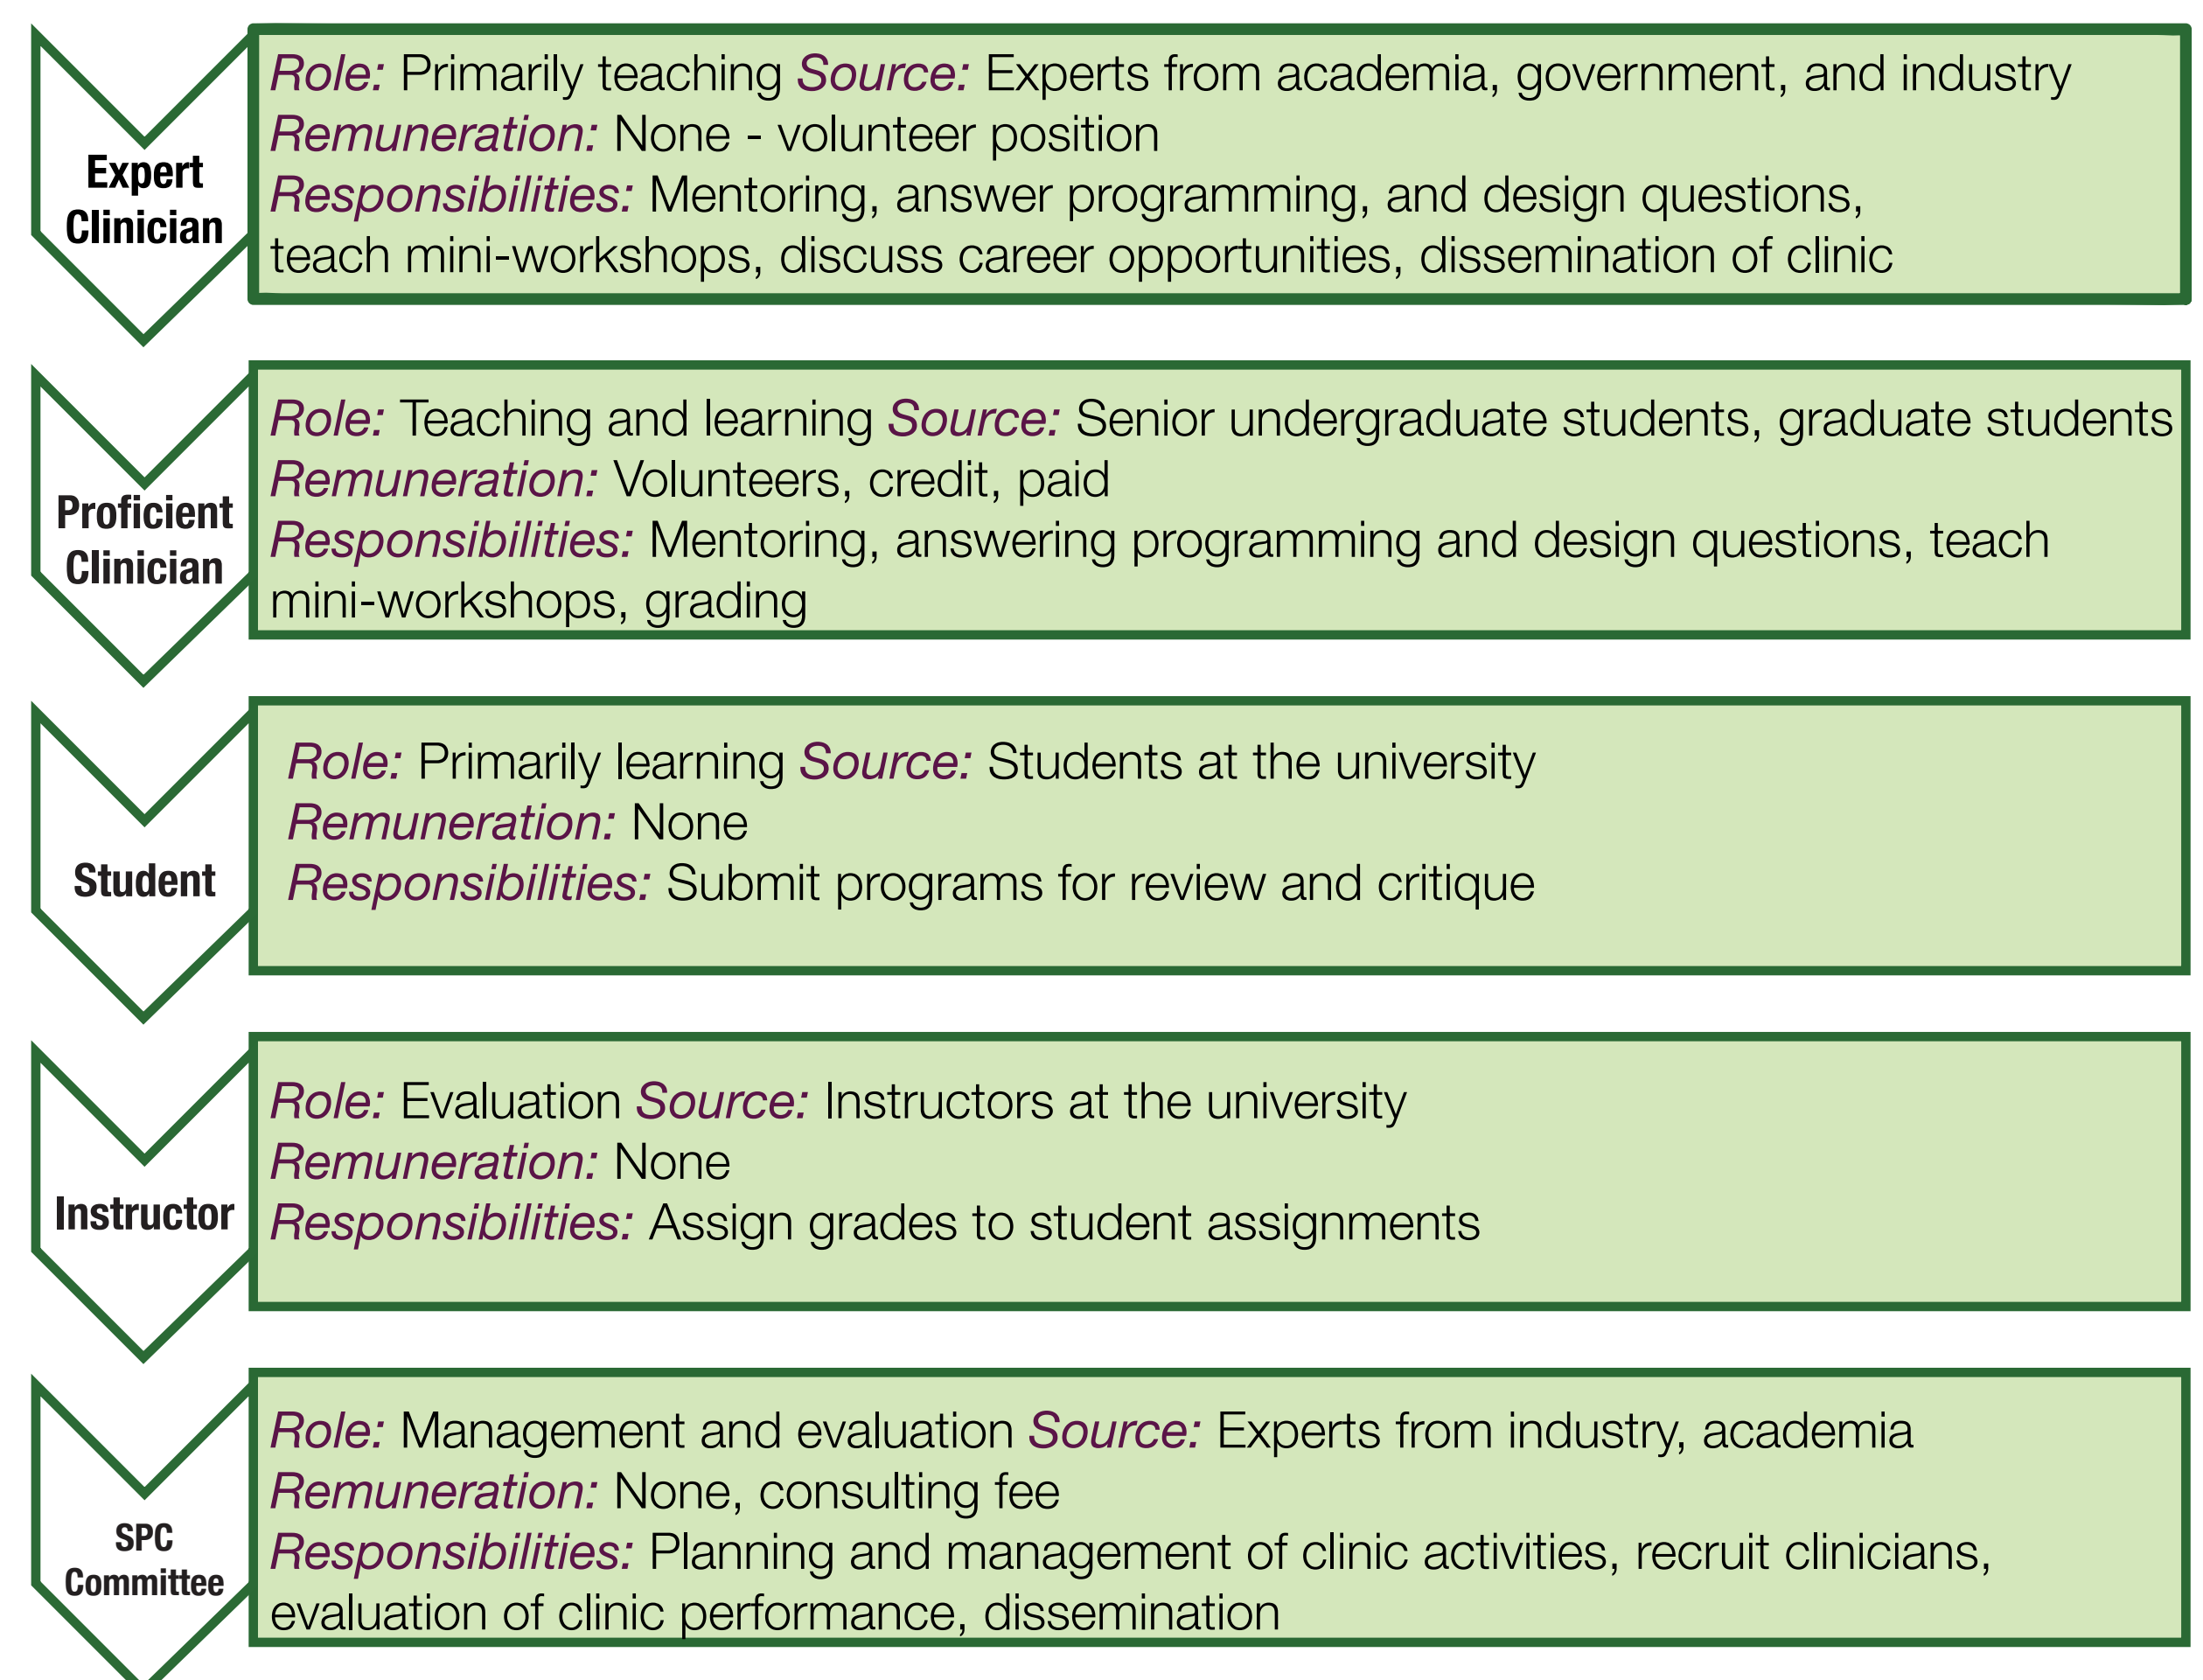 Expert
Clinician
Role: Primarily teaching Source: Experts from academia, government, and industry
Remuneration: None - volunteer position
Responsibilities: Mentoring, answer programming, and design questions,
teach mini-workshops, discuss career opportunities, dissemination of clinic
Proficient
Clinician
Role: Teaching and learning Source: Senior undergraduate students, graduate students
Remuneration: Volunteers, credit, paid
Responsibilities: Mentoring, answering programming and design questions, teach
mini-workshops, grading
Student
Role: Primarily learning Source: Students at the university
Remuneration: None
Responsibilities: Submit programs for review and critique
Instructor
Role: Evaluation Source: Instructors at the university
Remuneration: None
Responsibilities: Assign grades to student assignments
SPC
Committee
Role: Management and evaluation Source: Experts from industry, academia
Remuneration: None, consulting fee
Responsibilities: Planning and management of clinic activities, recruit clinicians,
evaluation of clinic performance, dissemination